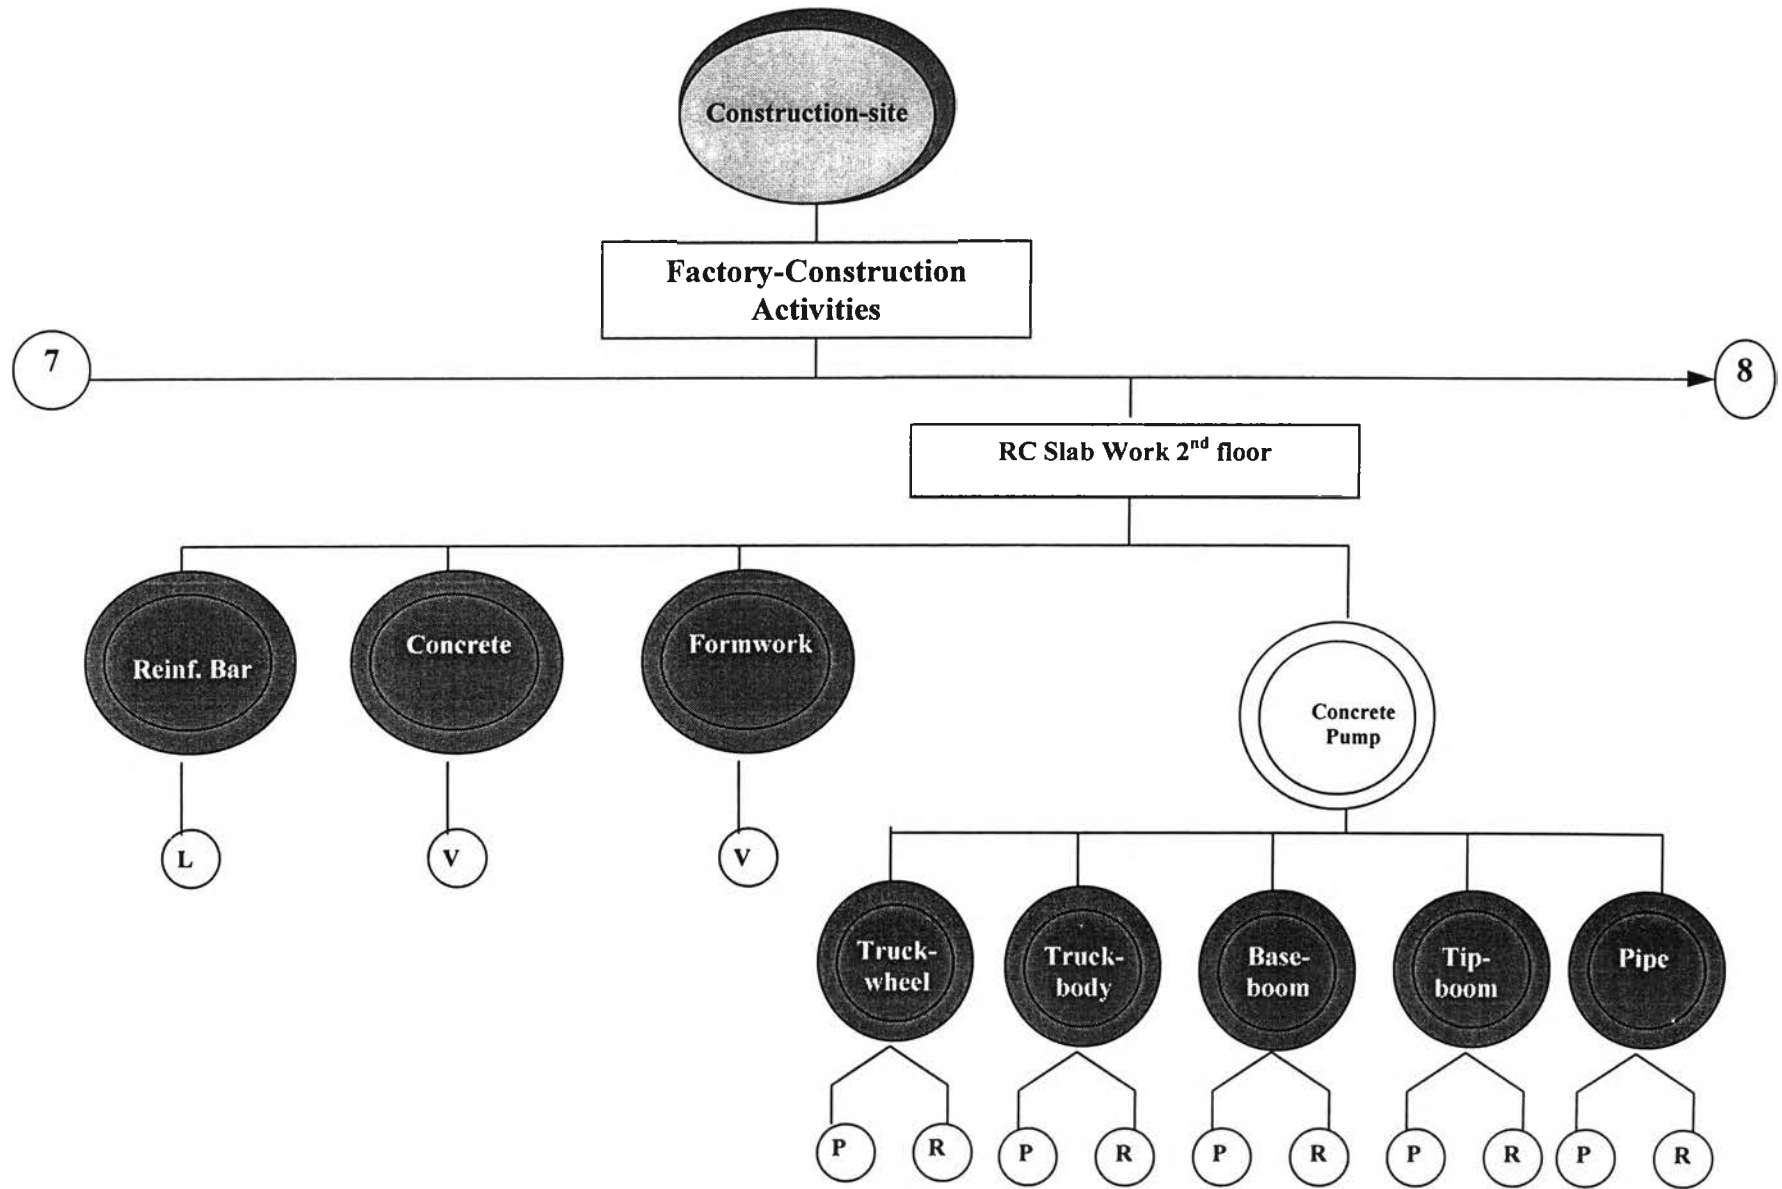 Construction-site
Factory-Construction
Activities
7
8
RC Slab Work 2nd floor
Reinf. Bar
Concrete
Formwork
Concrete
Pump
L
V
V
Truck-
wheel
Truck-
body
Base-
boom
Tip-
boom
Pipe
P
R
P
R
P
R
P
R
P
R